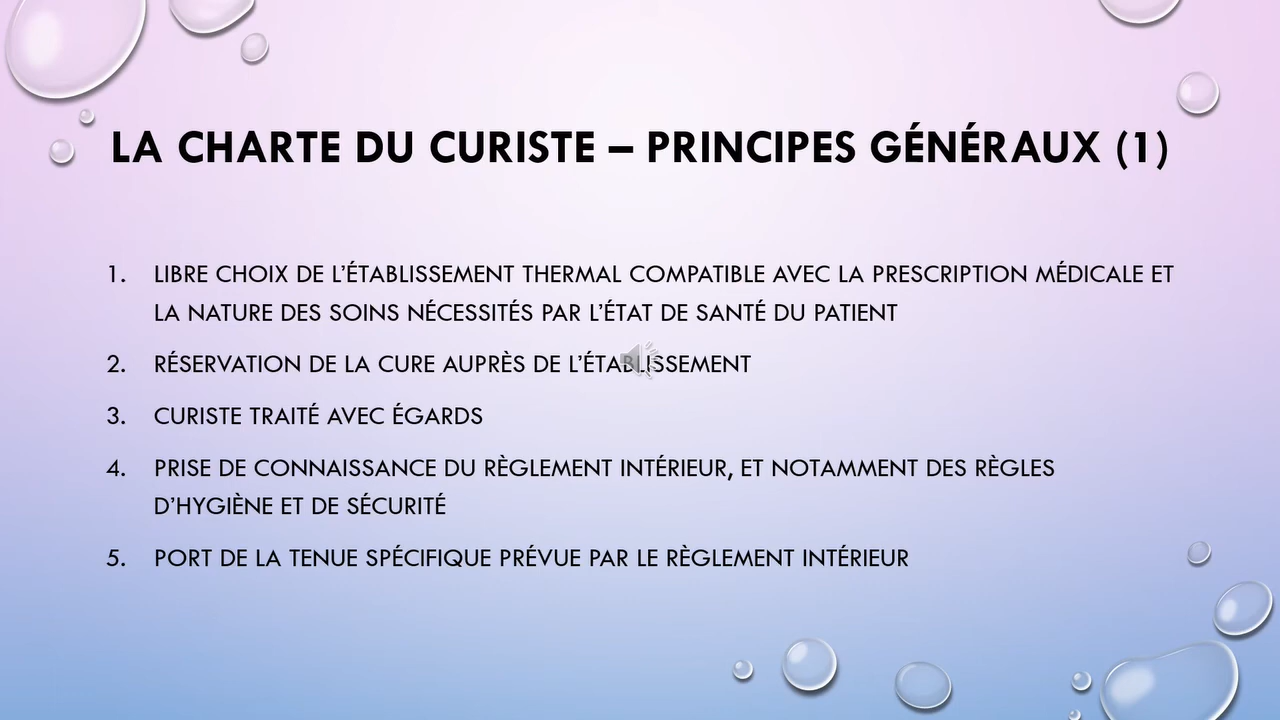 LA CHARTE DU CURISTE – PRINCIPES GÉNÉRAUX (1)
1. LIBRE CHOIX DE L’ÉTABLISSEMENT THERMAL COMPATIBLE AVEC LA PRESCRIPTION MÉDICALE ET
LA NATURE DES SOINS NÉCESSITÉS PAR L’ÉTAT DE SANTÉ DU PATIENT
2. RÉSERVATION DE LA CURE AUPRÈS DE L’ÉTABLISSEMENT
3. CURISTE TRAITÉ AVEC ÉGARDS
4. PRISE DE CONNAISSANCE DU RÈGLEMENT INTÉRIEUR, ET NOTAMMENT DES RÈGLES
D’HYGIÈNE ET DE SÉCURITÉ
5. PORT DE LA TENUE SPÉCIFIQUE PRÉVUE PAR LE RÈGLEMENT INTÉRIEUR